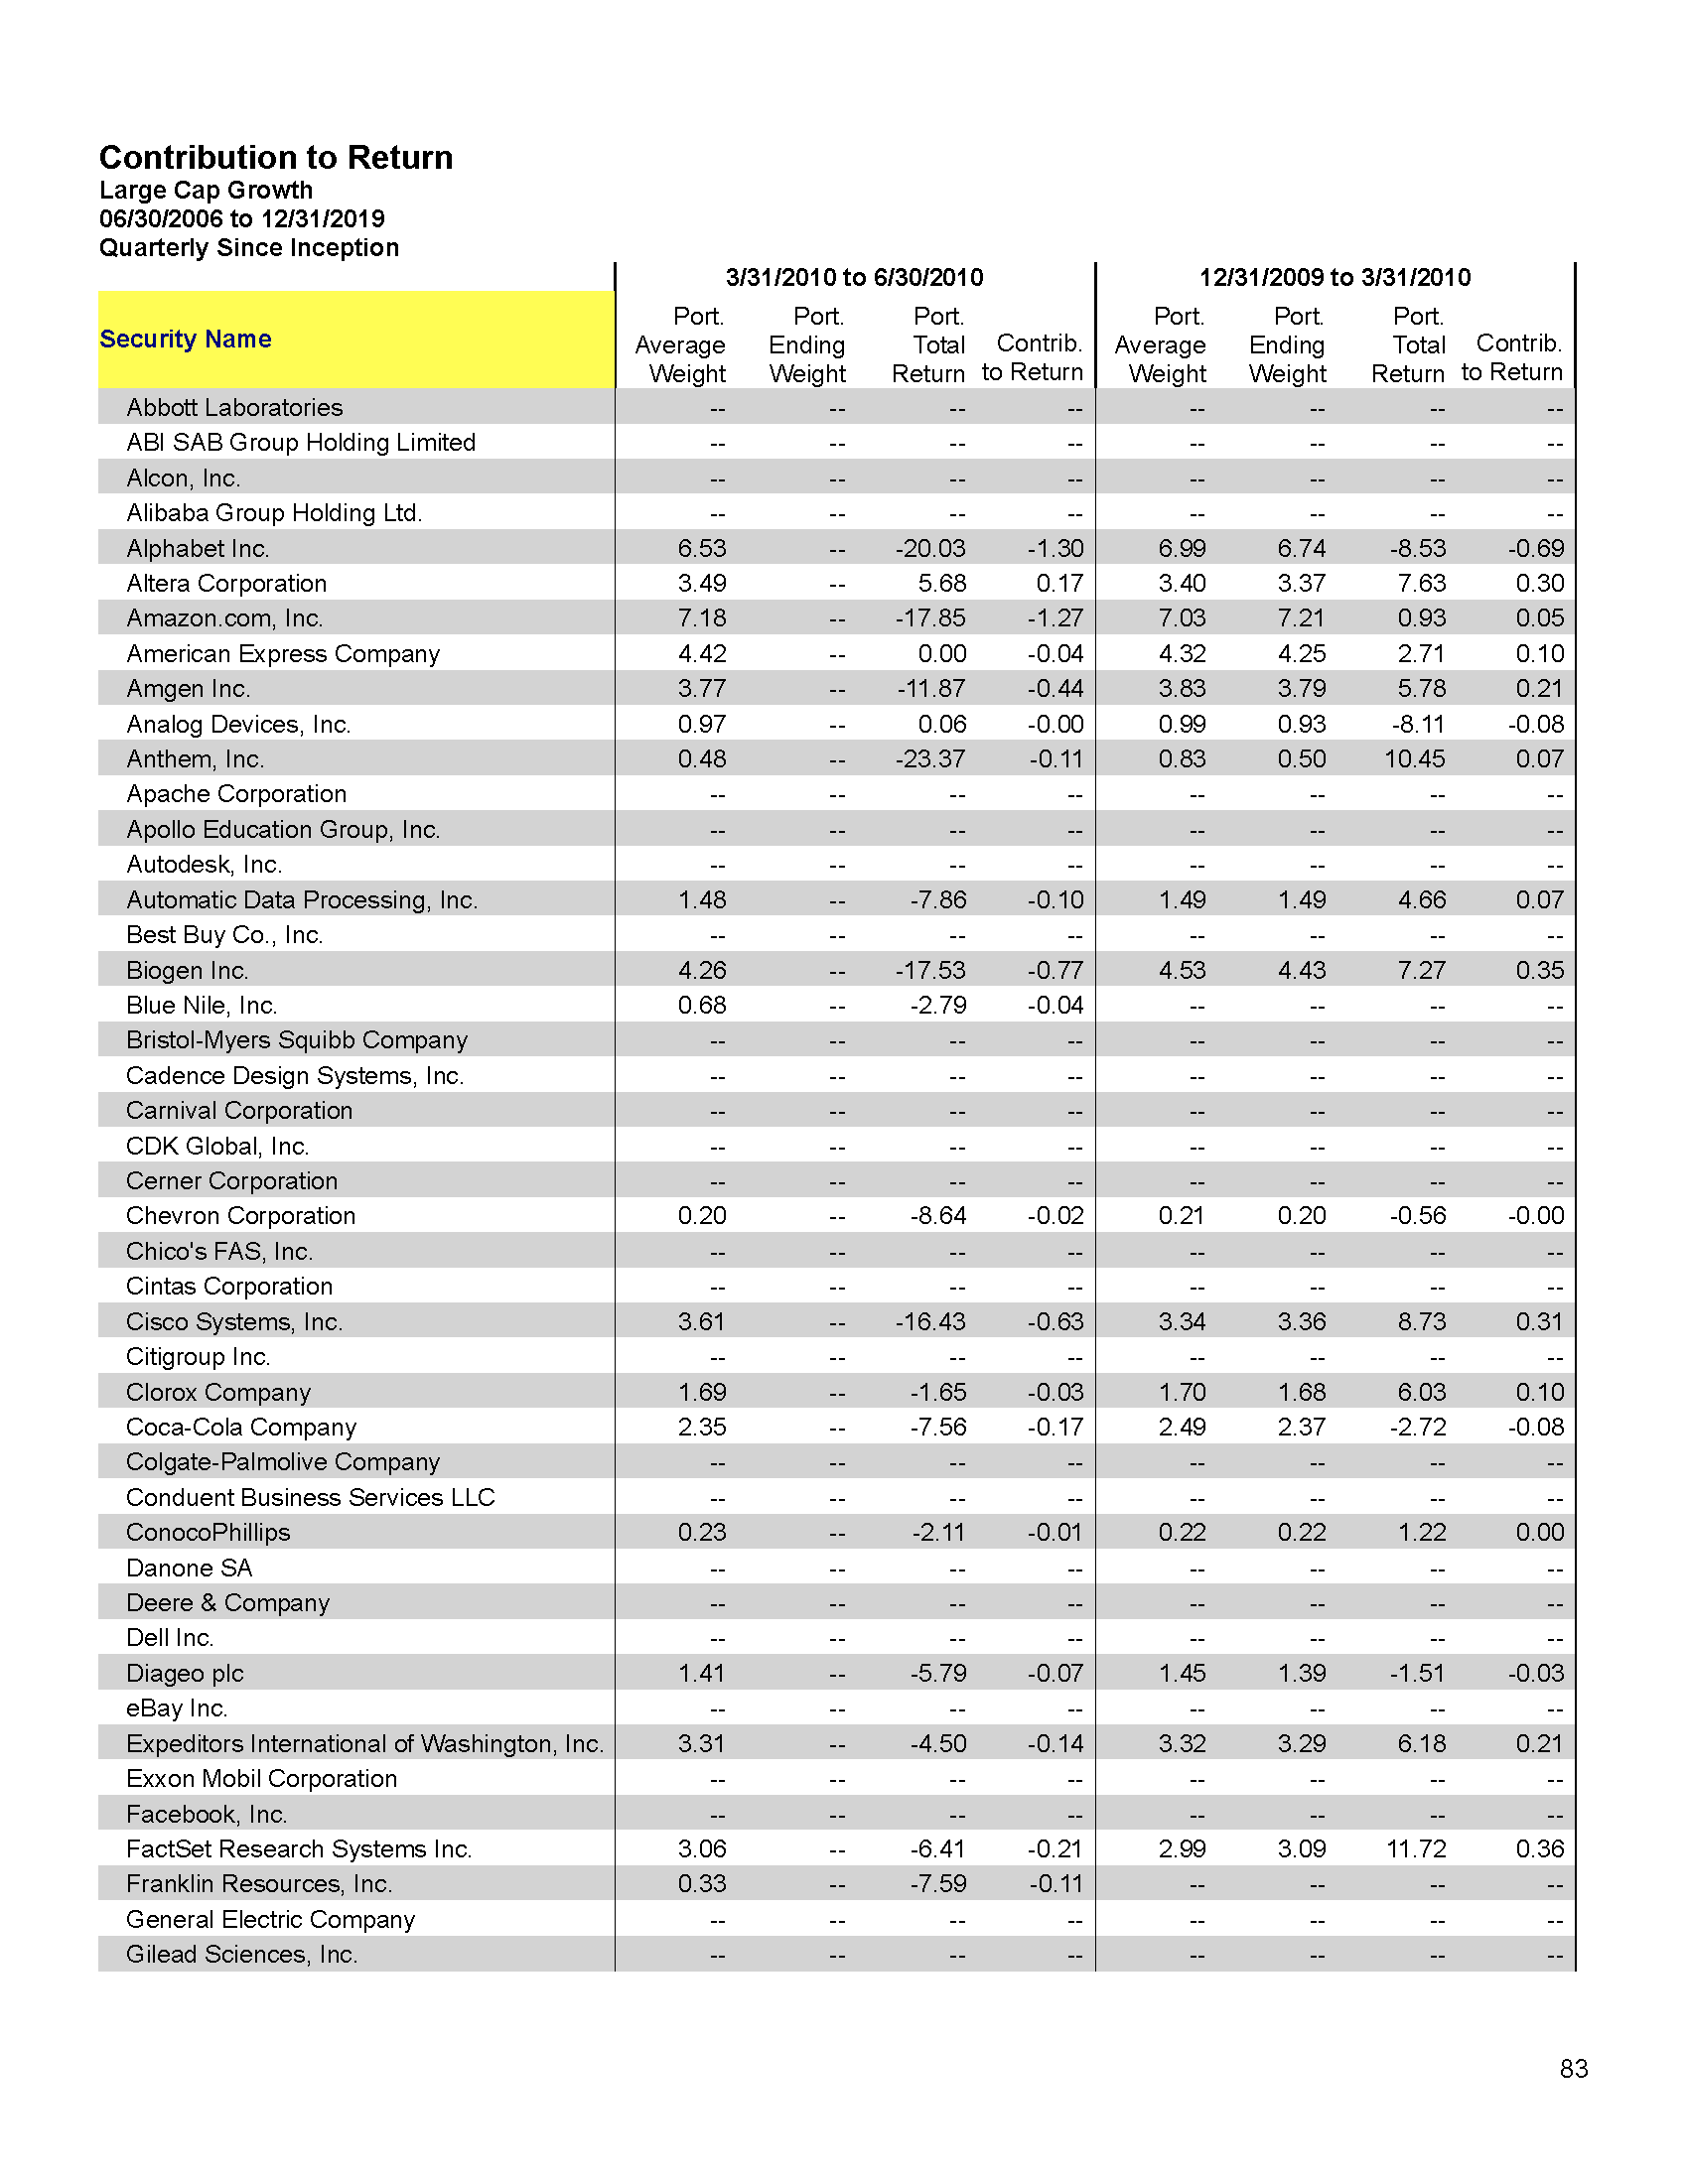 Contribution to Return
Large Cap Growth
06/30/2006 to 12/31/2019
Quarterly Since Inception
3/31/2010 to 6/30/2010 12/31/2009 to 3/31/2010
Security Name Port. Average Weight Port. Ending Weight Port. Total Return Contrib. to Return Port. Average Weight Port. Ending Weight Port. Total Return Contrib. to Return
Abbott Laboratories -- -- -- -- -- -- -- --
ABI SAB Group Holding Limited -- -- -- -- -- -- -- --
Alcon, Inc. -- -- -- -- -- -- -- --
Alibaba Group Holding Ltd. -- -- -- -- -- -- -- --
Alphabet Inc. 6.53 -- -20.03 -1.30 6.99 6.74 -8.53 -0.69
Altera Corporation 3.49 -- 5.68 0.17 3.40 3.37 7.63 0.30
Amazon.com, Inc. 7.18 -- -17.85 -1.27 7.03 7.21 0.93 0.05
American Express Company 4.42 -- 0.00 -0.04 4.32 4.25 2.71 0.10
Amgen Inc. 3.77 -- -11.87 -0.44 3.83 3.79 5.78 0.21
Analog Devices, Inc. 0.97 -- 0.06 -0.00 0.99 0.93 -8.11 -0.08
Anthem, Inc. 0.48 -- -23.37 -0.11 0.83 0.50 10.45 0.07
Apache Corporation -- -- -- -- -- -- -- --
Apollo Education Group, Inc. -- -- -- -- -- -- -- --
Autodesk, Inc. -- -- -- -- -- -- -- --
Automatic Data Processing, Inc. 1.48 -- -7.86 -0.10 1.49 1.49 4.66 0.07
Best Buy Co., Inc. -- -- -- -- -- -- -- --
Biogen Inc. 4.26 -- -17.53 -0.77 4.53 4.43 7.27 0.35
Blue Nile, Inc. 0.68 -- -2.79 -0.04 -- -- -- --
Bristol-Myers Squibb Company -- -- -- -- -- -- -- --
Cadence Design Systems, Inc. -- -- -- -- -- -- -- --
Carnival Corporation -- -- -- -- -- -- -- --
CDK Global, Inc. -- -- -- -- -- -- -- --
Cerner Corporation -- -- -- -- -- -- -- --
Chevron Corporation 0.20 -- -8.64 -0.02 0.21 0.20 -0.56 -0.00
Chico's FAS, Inc. -- -- -- -- -- -- -- --
Cintas Corporation -- -- -- -- -- -- -- --
Cisco Systems, Inc. 3.61 -- -16.43 -0.63 3.34 3.36 8.73 0.31
Citigroup Inc. -- -- -- -- -- -- -- --
Clorox Company 1.69 -- -1.65 -0.03 1.70 1.68 6.03 0.10
Coca-Cola Company 2.35 -- -7.56 -0.17 2.49 2.37 -2.72 -0.08
Colgate-Palmolive Company -- -- -- -- -- -- -- --
Conduent Business Services LLC -- -- -- -- -- -- -- --
ConocoPhillips 0.23 -- -2.11 -0.01 0.22 0.22 1.22 0.00
Danone SA -- -- -- -- -- -- -- --
Deere & Company -- -- -- -- -- -- -- --
Dell Inc. -- -- -- -- -- -- -- --
Diageo plc 1.41 -- -5.79 -0.07 1.45 1.39 -1.51 -0.03
eBay Inc. -- -- -- -- -- -- -- --
Expeditors International of Washington, Inc. 3.31 -- -4.50 -0.14 3.32 3.29 6.18 0.21
Exxon Mobil Corporation -- -- -- -- -- -- -- --
Facebook, Inc. -- -- -- -- -- -- -- --
FactSet Research Systems Inc. 3.06 -- -6.41 -0.21 2.99 3.09 11.72 0.36
Franklin Resources, Inc. 0.33 -- -7.59 -0.11 -- -- -- --
General Electric Company -- -- -- -- -- -- -- --
Gilead Sciences, Inc. -- -- -- -- -- -- -- --
83